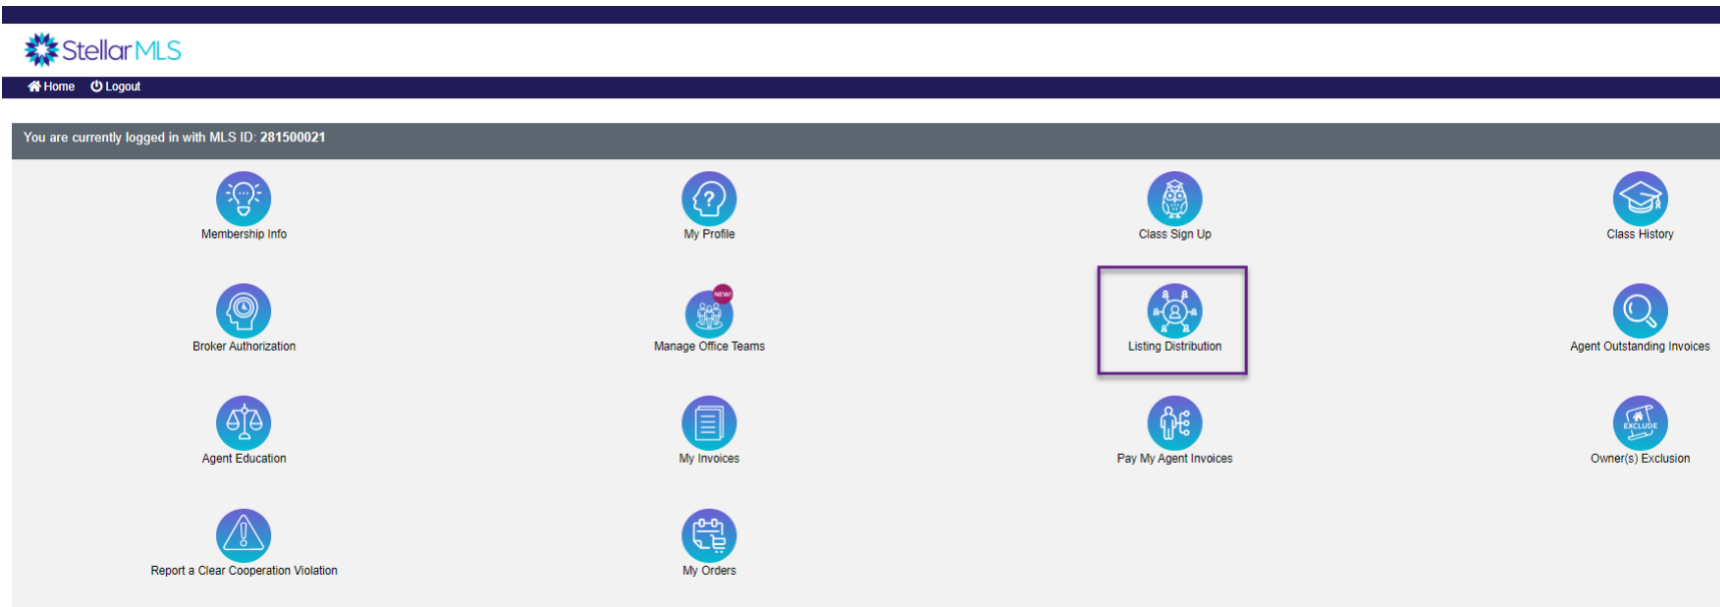 StellarMLS
Home Logout
You are currently logged in with MLS ID: 281500021
Membership Info
My Profile
Class Sign Up
Class History
NEW!
Broker Authorization
Manage Office Teams
Listing Distribution
Agent Outstanding Invoices
EXCLUDE
Agent Education
My Invoices
Pay My Agent Invoices
Owner(s) Exclusion
Report a Clear Cooperation Violation
My Orders